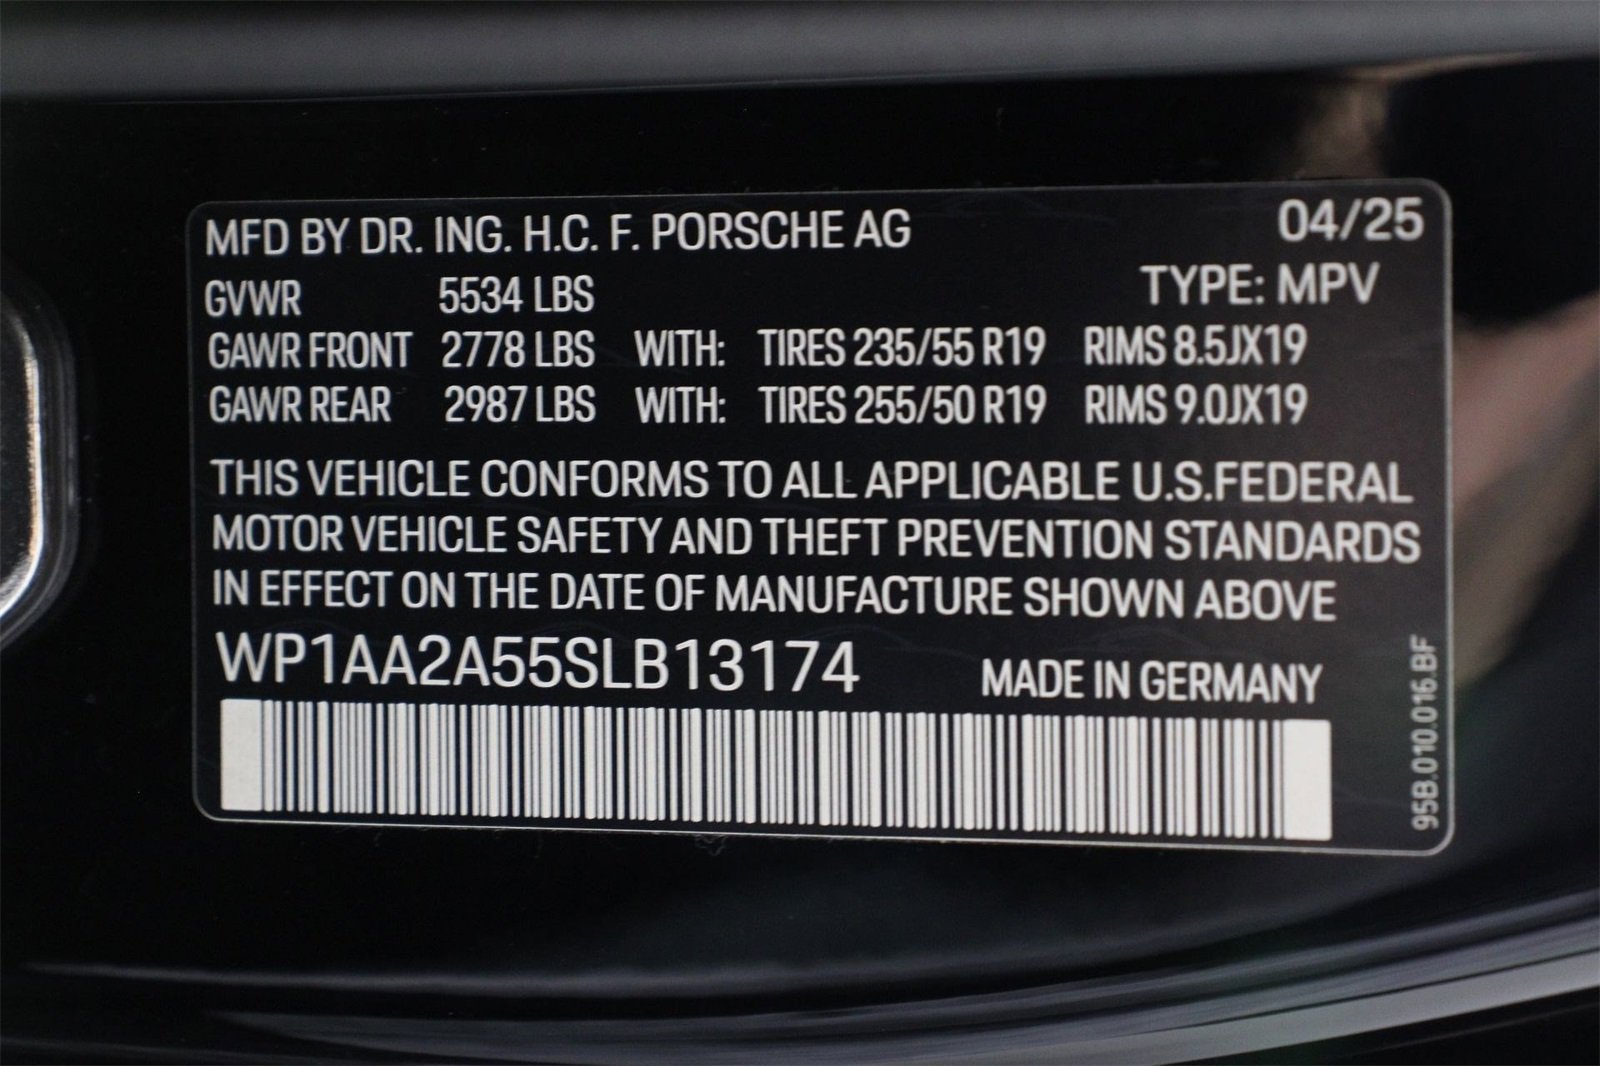 MFD BY DR. ING. H.C. F. PORSCHE AG 04/25
GVWR 5534 LBS TYPE: MPV
GAWR FRONT 2778 LBS WITH: TIRES 235/55 R19 RIMS 8.5JX19
GAWR REAR 2987 LBS WITH: TIRES 255/50 R19 RIMS 9.0JX19
THIS VEHICLE CONFORMS TO ALL APPLICABLE U.S.FEDERAL
MOTOR VEHICLE SAFETY AND THEFT PREVENTION STANDARDS
IN EFFECT ON THE DATE OF MANUFACTURE SHOWN ABOVE
WP1AA2A55SLB13174 MADE IN GERMANY
95B.010.016.BF